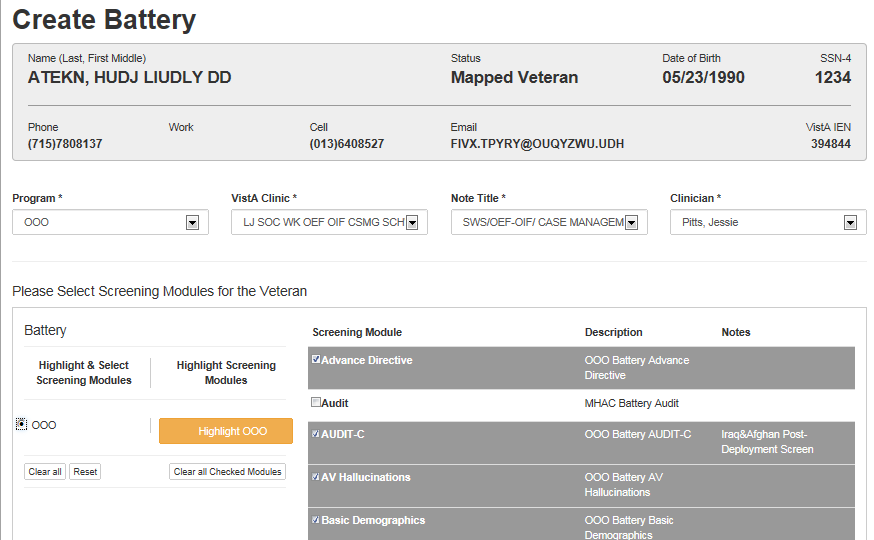 Create Battery
Name (Last, First Middle) Status Date of Birth SSN-4
ATEKN, HUDJ LIUDLY DD Mapped Veteran 05/23/1990 1234
Phone Work Cell Email VistA IEN
(715)7808137 (013)6408527 FIVX.TPYRY@OUQYZWU.UDH 394844
Program * VistA Clinic * Note Title * Clinician *
OOO LJ SOC WK OEF OIF CSMG SCH SWS/OEF-OIF/ CASE MANAGEM Pitts, Jessie
Please Select Screening Modules for the Veteran
Battery
Highlight & Select
Screening Modules
Highlight Screening
Modules
OOO Highlight OOO
Clear all Reset Clear all Checked Modules
Screening Module Description Notes
Advance Directive OOO Battery Advance
Directive
Audit MHAC Battery Audit
AUDIT-C OOO Battery AUDIT-C Iraq&Afghan Post-
Deployment Screen
AV Hallucinations OOO Battery AV
Hallucinations
Basic Demographics OOO Battery Basic
Demographics